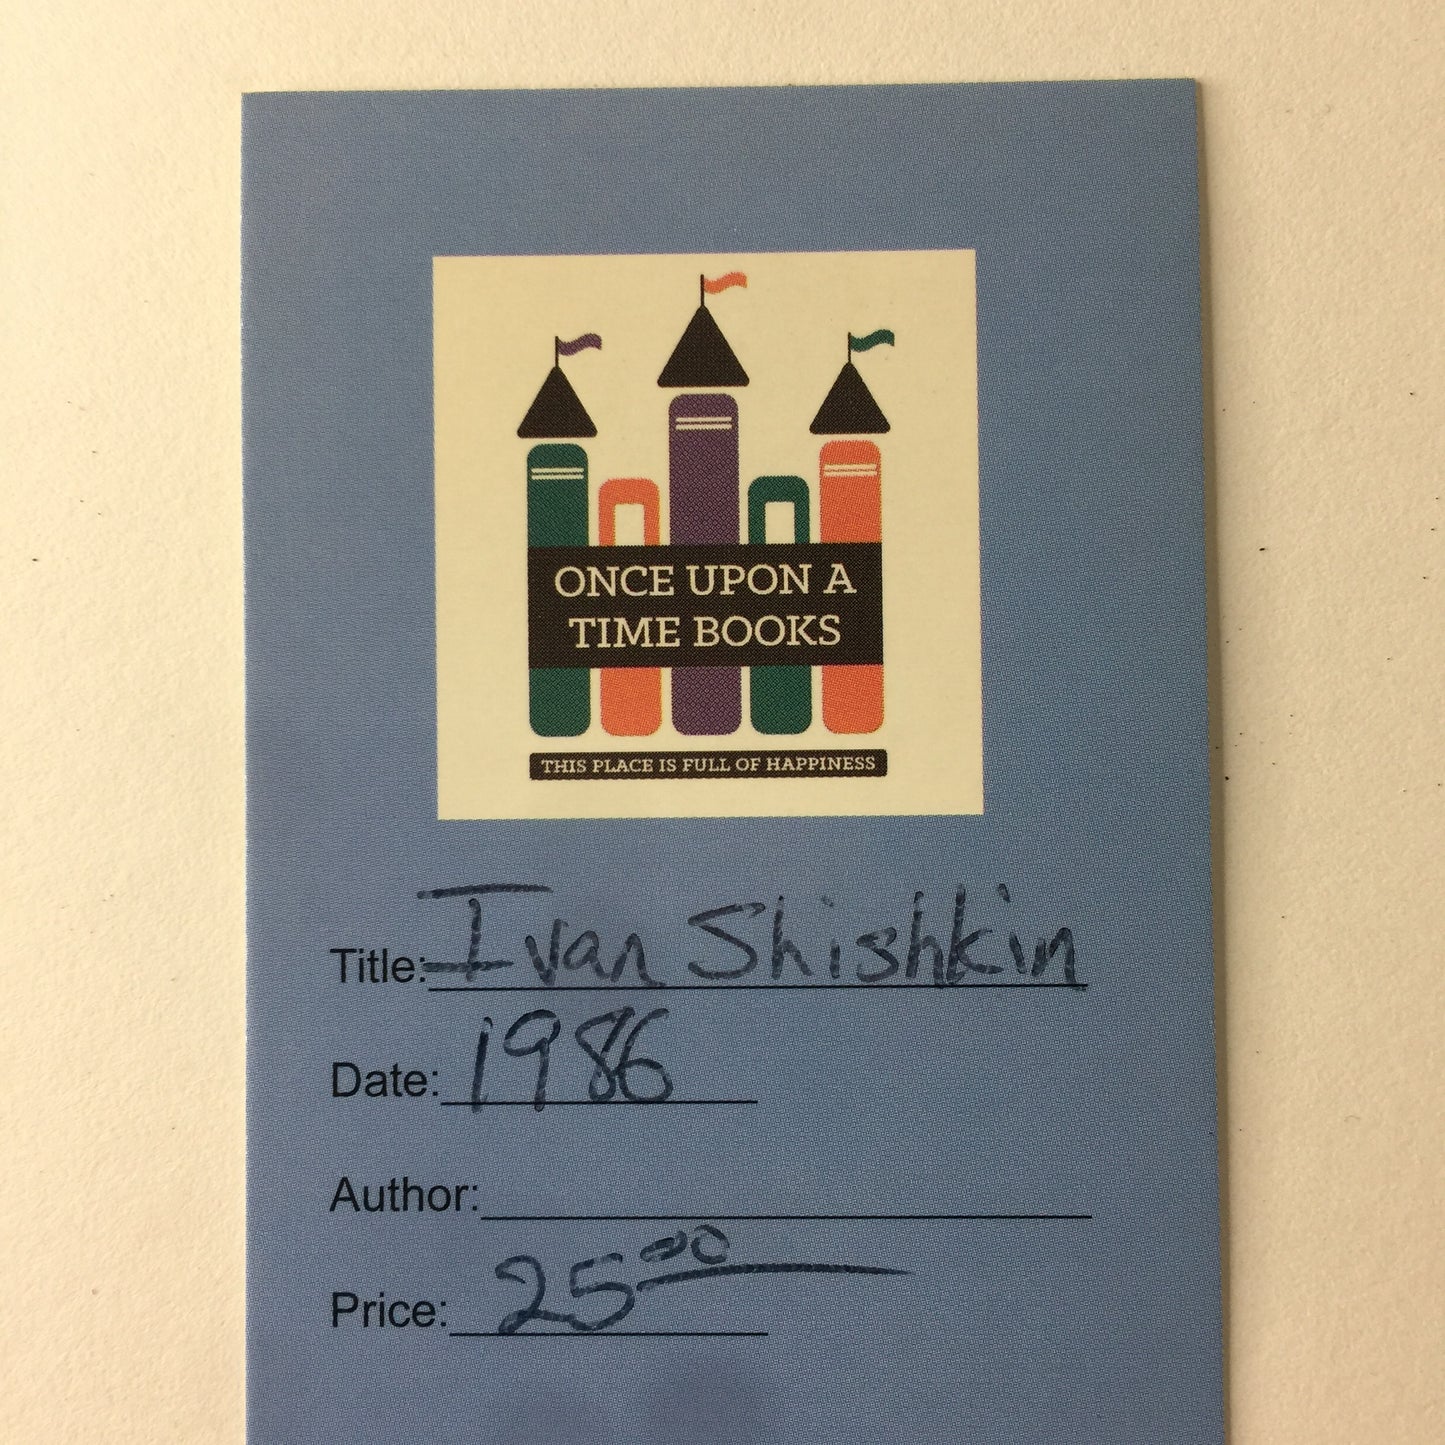 ONCE UPON A
TIME BOOKS
THIS PLACE IS FULL OF HAPPINESS
Title: Ivan Shishkin
Date: 1986
Author:
Price: 25 00